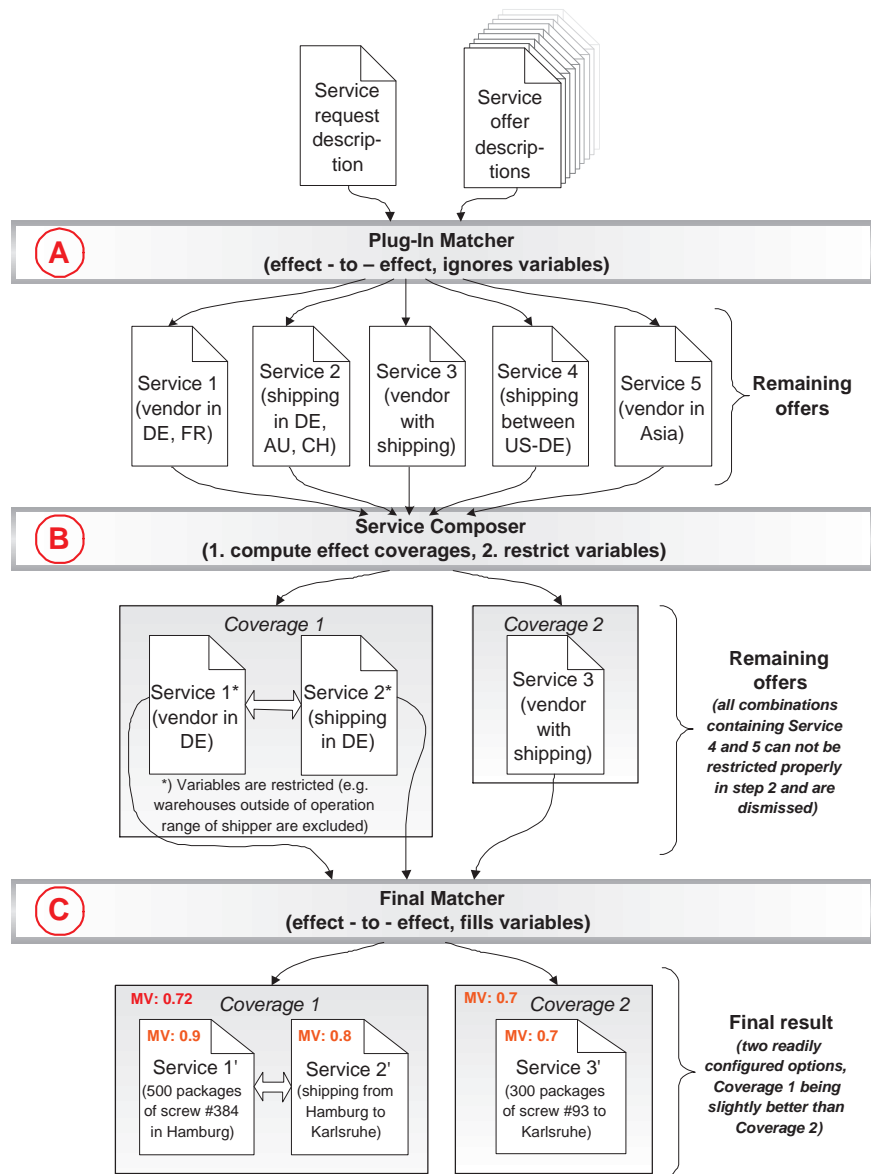 Service
request
descrip-
tion
Service
offer
descrip-
tions
A
Plug-In Matcher
(effect - to – effect, ignores variables)
Service 1
(vendor in
DE, FR)
Service 2
(shipping
in DE,
AU, CH)
Service 3
(vendor
with
shipping)
Service 4
(shipping
between
US-DE)
Service 5
(vendor in
Asia)
Remaining
offers
B
Service Composer
(1. compute effect coverages, 2. restrict variables)
Coverage 1
Service 1*
(vendor in
DE)
Service 2*
(shipping
in DE)
*) Variables are restricted (e.g.
warehouses outside of operation
range of shipper are excluded)
Coverage 2
Service 3
(vendor
with
shipping)
Remaining
offers
(all combinations
containing Service
4 and 5 can not be
restricted properly
in step 2 and are
dismissed)
C
Final Matcher
(effect - to - effect, fills variables)
MV: 0.72
Coverage 1
MV: 0.9
Service 1'
(500 packages
of screw #384
in Hamburg)
MV: 0.8
Service 2'
(shipping from
Hamburg to
Karlsruhe)
MV: 0.7
Coverage 2
MV: 0.7
Service 3'
(300 packages
of screw #93 to
Karlsruhe)
Final result
(two readily
configured options,
Coverage 1 being
slightly better than
Coverage 2)